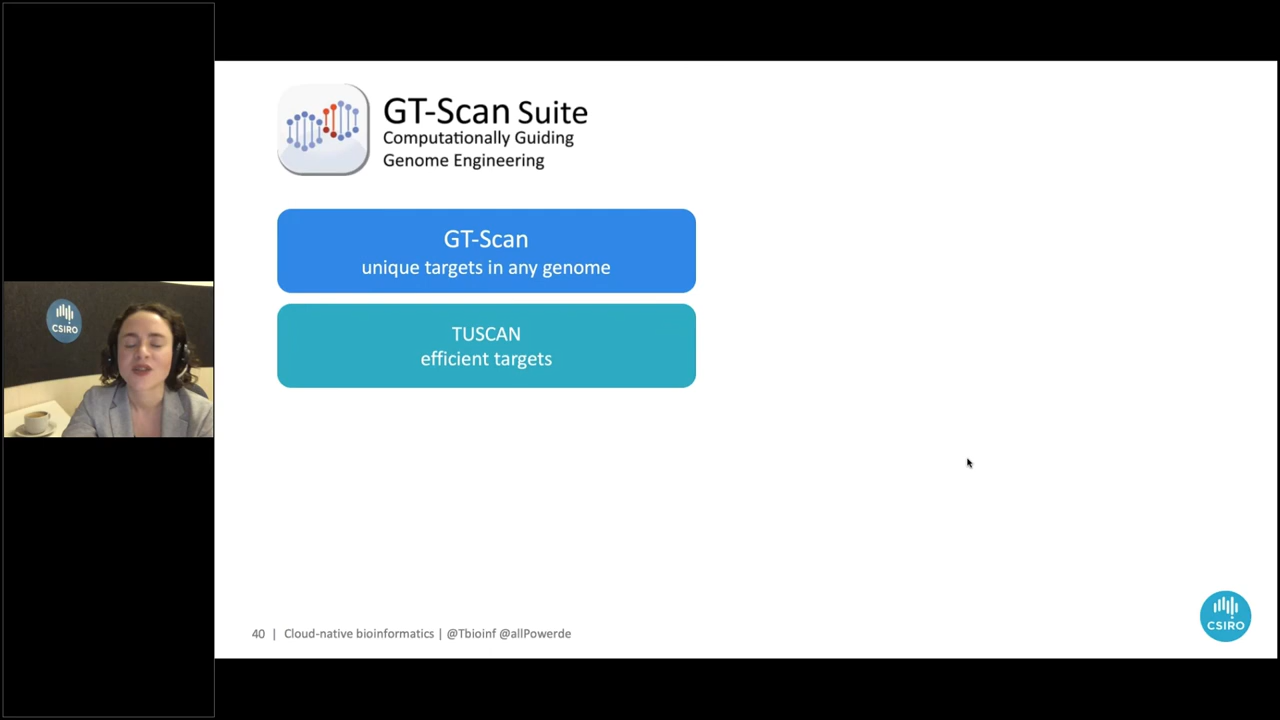 GT-Scan Suite
Computationally Guiding
Genome Engineering
GT-Scan
unique targets in any genome
TUSCAN
efficient targets
CSIRO
40 | Cloud-native bioinformatics | @Tbioinf @allPowerde
CSIRO